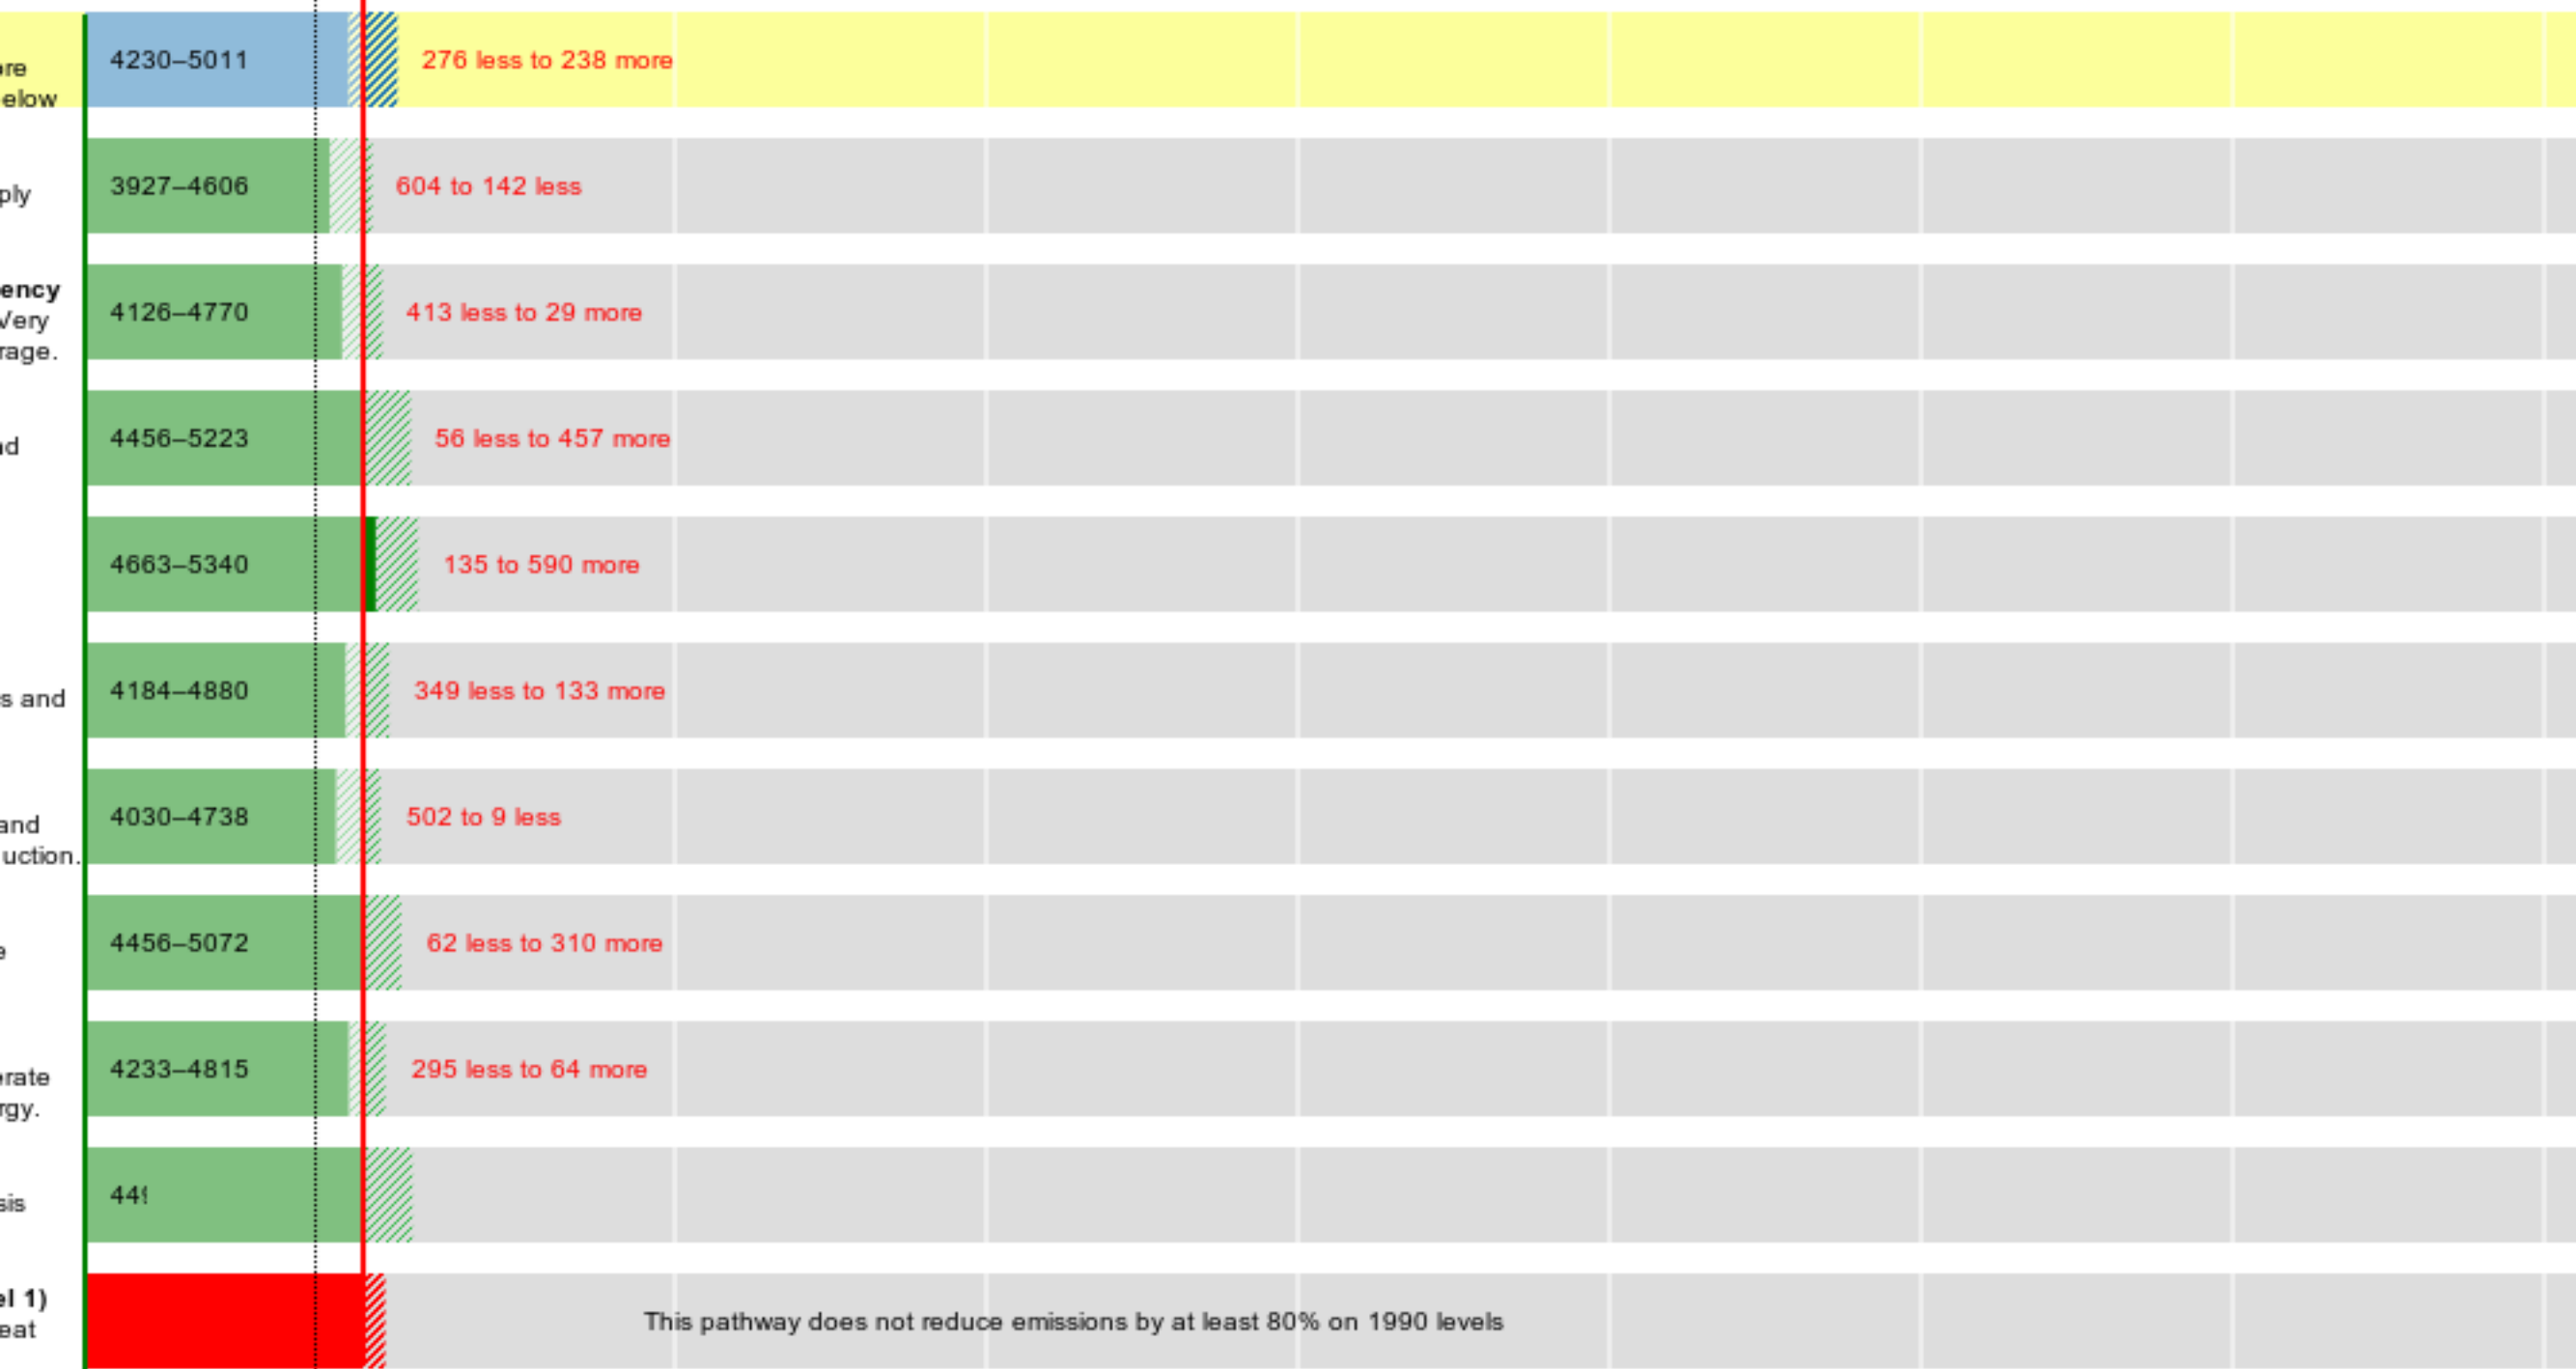 4230–5011 276 less to 238 more
ore
below
3927–4606 604 to 142 less
ply
ency
4126–4770 413 less to 29 more
Very
rage.
4456–5223 56 less to 457 more
nd
4663–5340 135 to 590 more
4184–4880 349 less to 133 more
s and
4030–4738 502 to 9 less
and
uction.
4456–5072 62 less to 310 more
e
4233–4815 295 less to 64 more
erate
rgy.
449
sis
el 1)
This pathway does not reduce emissions by at least 80% on 1990 levels
eat